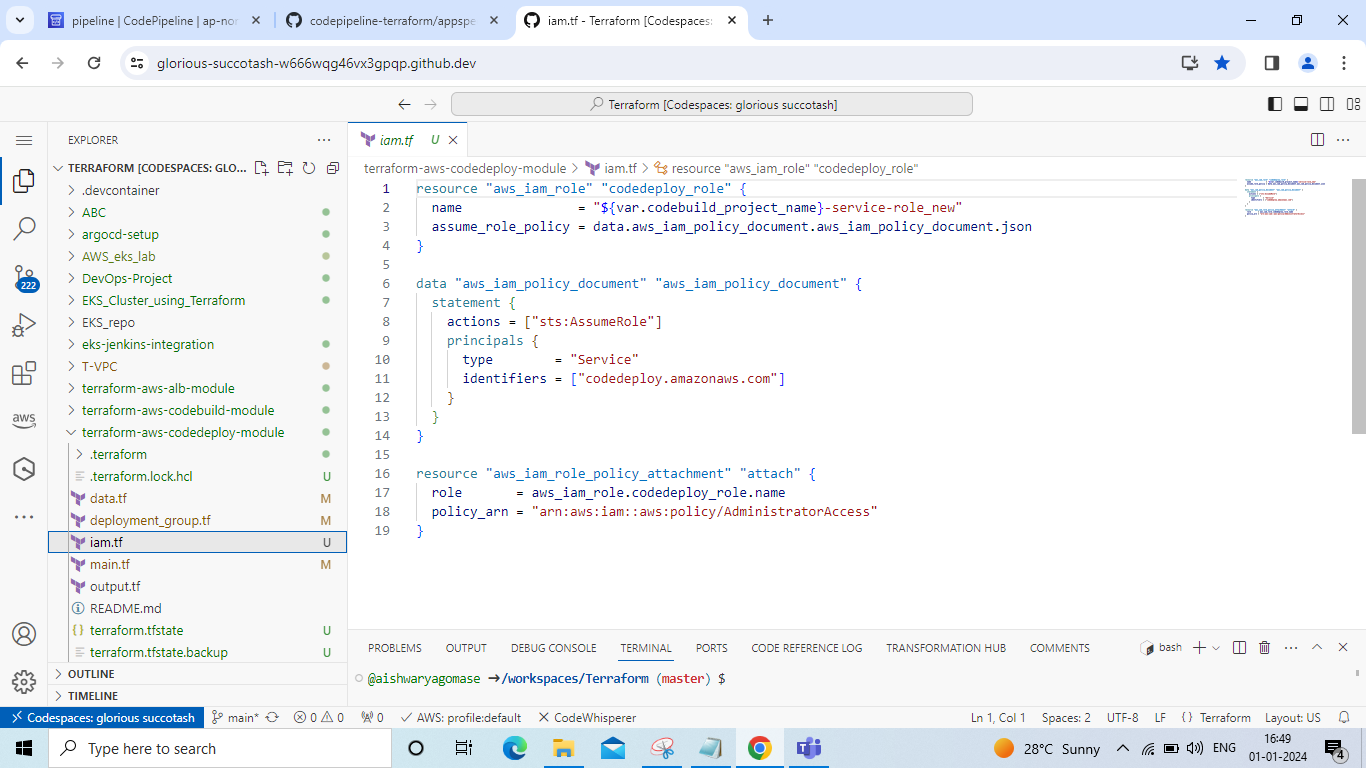 pipeline | CodePipeline | ap-nor
codepipeline-terraform/appspe
iam.tf - Terraform [Codespaces:
glorious-succotash-w666wqg46vx3gpqp.github.dev
Terraform [Codespaces: glorious succotash]
EXPLORER
TERRAFORM [CODESPACES: GLO...
.devcontainer
ABC
argocd-setup
AWS_eks_lab
DevOps-Project
EKS_Cluster_using_Terraform
EKS_repo
eks-jenkins-integration
T-VPC
terraform-aws-alb-module
terraform-aws-codebuild-module
terraform-aws-codedeploy-module
.terraform
.terraform.lock.hcl U
data.tf M
deployment_group.tf M
iam.tf U
main.tf M
output.tf
README.md
terraform.tfstate U
terraform.tfstate.backup U
OUTLINE
TIMELINE
222
aws
iam.tf U
terraform-aws-codedeploy-module > iam.tf > resource "aws_iam_role" "codedeploy_role"
1 resource "aws_iam_role" "codedeploy_role" {
2 name = "${var.codebuild_project_name}-service-role_new"
3 assume_role_policy = data.aws_iam_policy_document.aws_iam_policy_document.json
4 }
5
6 data "aws_iam_policy_document" "aws_iam_policy_document" {
7 statement {
8 actions = ["sts:AssumeRole"]
9 principals {
10 type = "Service"
11 identifiers = ["codedeploy.amazonaws.com"]
12 }
13 }
14 }
15
16 resource "aws_iam_role_policy_attachment" "attach" {
17 role = aws_iam_role.codedeploy_role.name
18 policy_arn = "arn:aws:iam::aws:policy/AdministratorAccess"
19 }
PROBLEMS OUTPUT DEBUG CONSOLE TERMINAL PORTS CODE REFERENCE LOG TRANSFORMATION HUB COMMENTS
bash
@aishwaryagomase ➜/workspaces/Terraform (master) $
Codespaces: glorious succotash main* 0 0 0 AWS: profile:default CodeWhisperer Ln 1, Col 1 Spaces: 2 UTF-8 LF {} Terraform Layout: US
Type here to search
28°C Sunny
ENG
16:49
01-01-2024
4